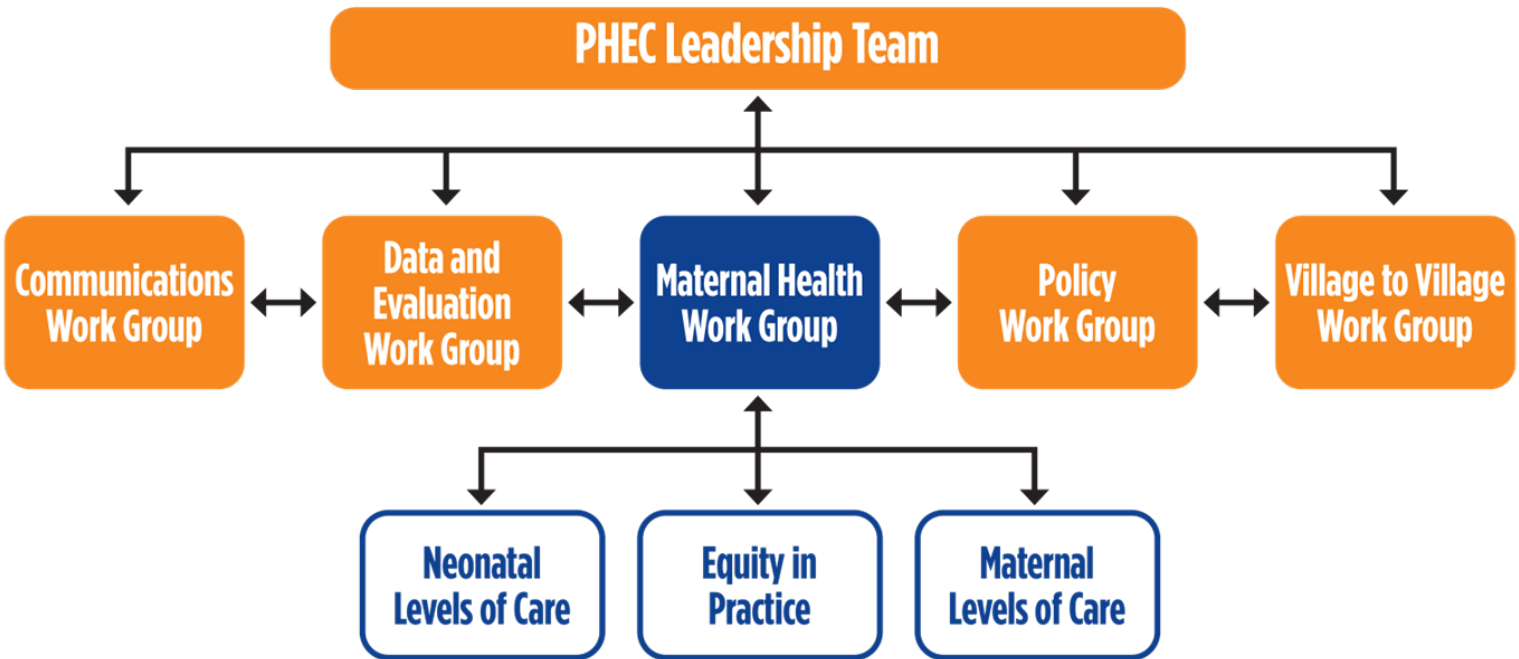 PHEC Leadership Team
Communications
Work Group
Data and
Evaluation
Work Group
Maternal Health
Work Group
Policy
Work Group
Village to Village
Work Group
Neonatal
Levels of Care
Equity in
Practice
Maternal
Levels of Care